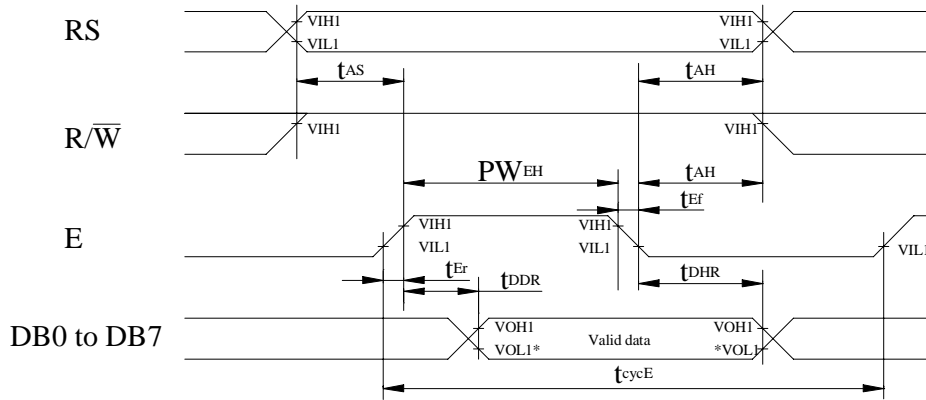 RS
VIH1
VIL1
VIH1
VIL1
tAS
tAH
R/W̅
VIH1
VIH1
PWEH
tAH
tEf
E
VIH1
VIL1
VIH1
VIL1
VIL1
tEr
tDDR
tDHR
DB0 to DB7
VOH1
VOL1*
Valid data
VOH1
*VOL1
tcycE